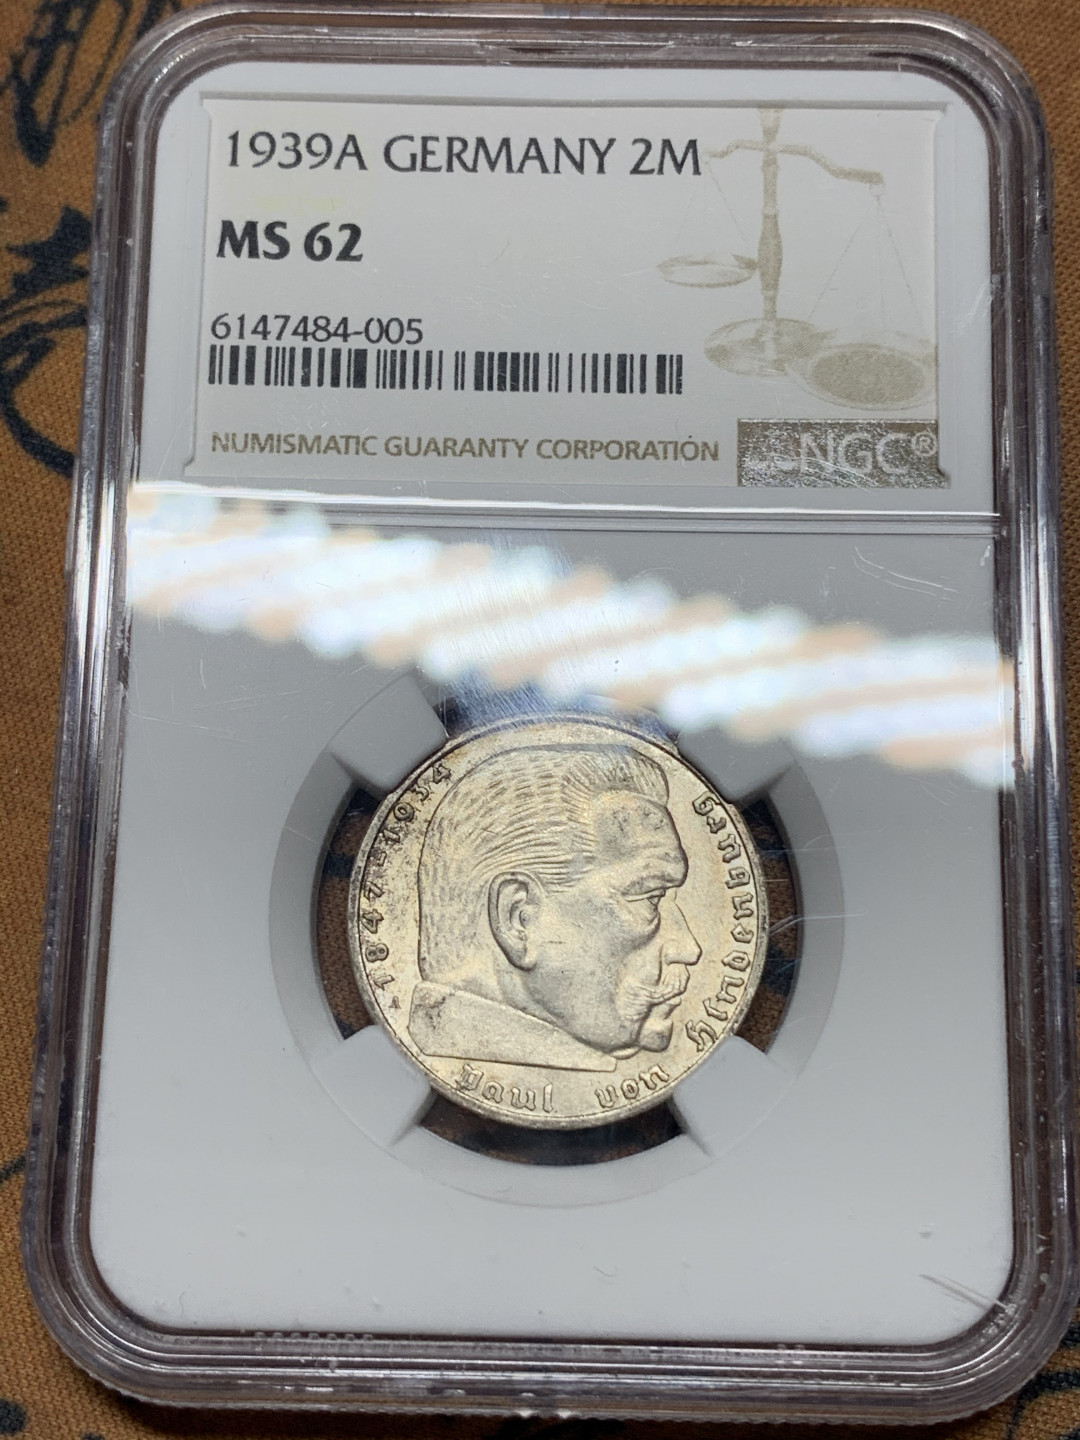 1939A GERMANY 2M
MS 62
6147484-005
NUMISMATIC GUARANTY CORPORATION
NGC®
1847-1934
Paul von Hindenburg
A